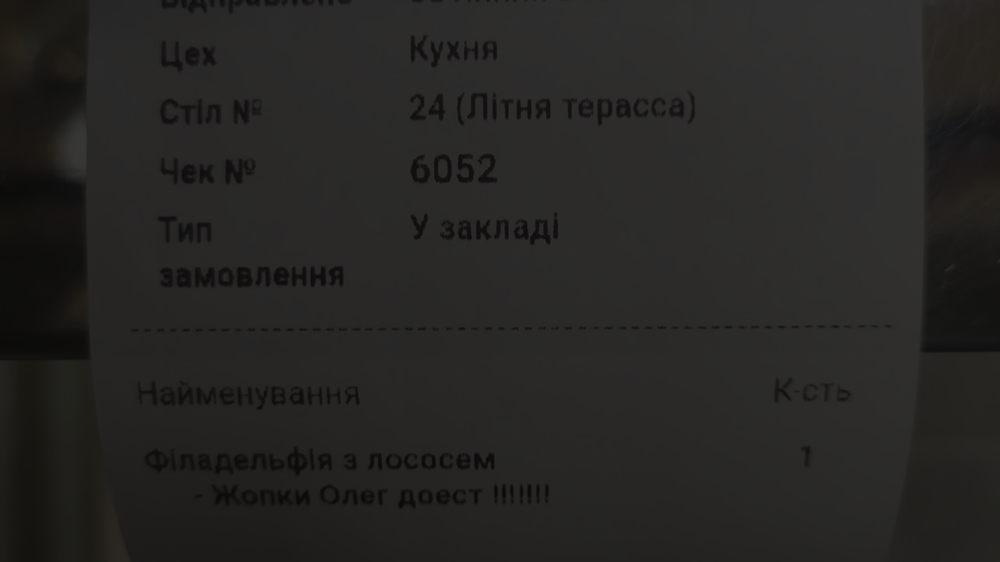 Відправлено
Цех Кухня
Стіл № 24 (Літня терасса)
Чек № 6052
Тип У закладі
замовлення
Найменування К-сть
Філадельфія з лососем 1
- Жопки Олег доест !!!!!!!